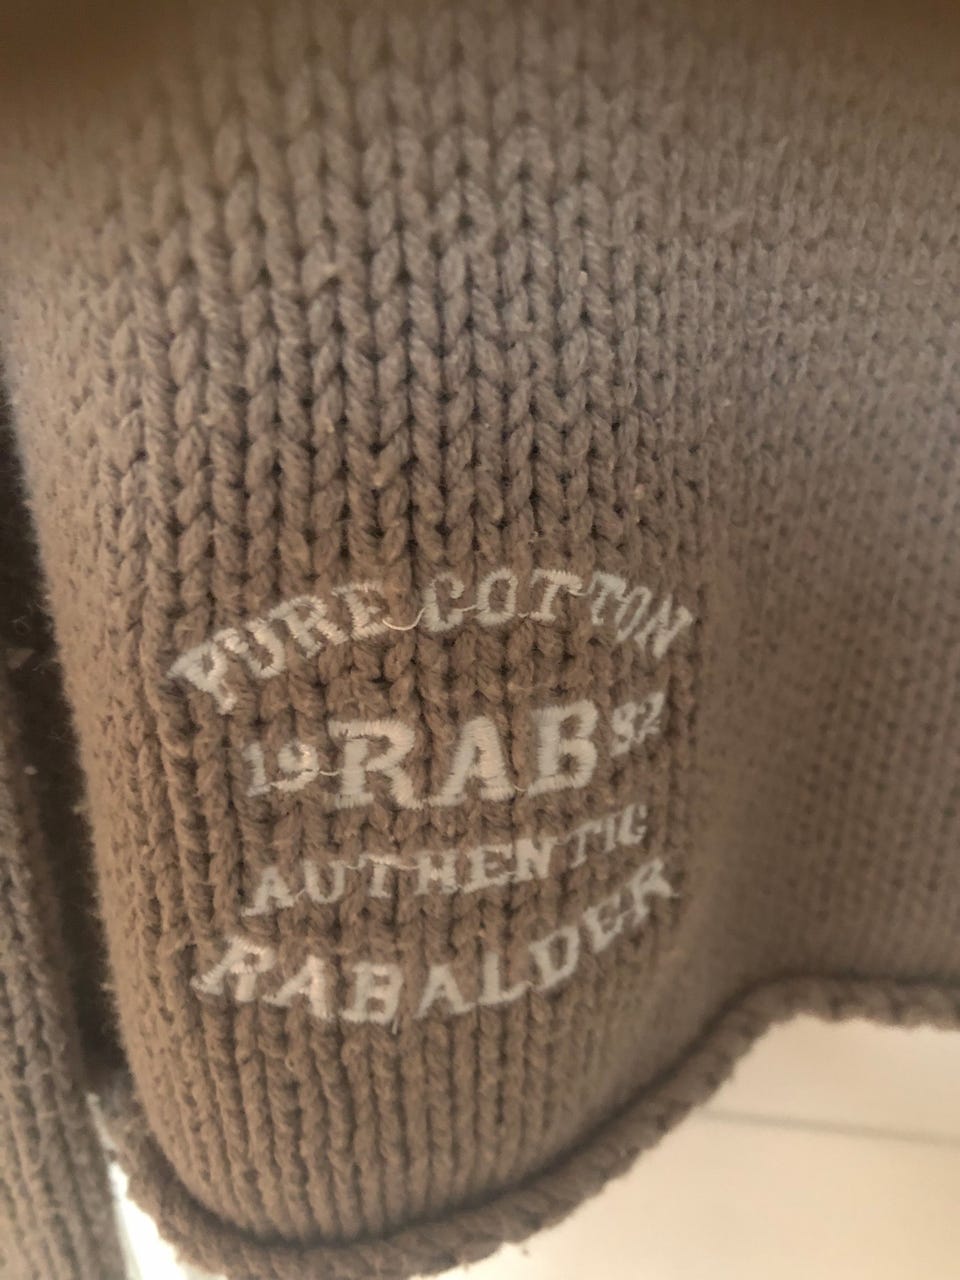 PURE COTTON
19 RAB 92
AUTHENTIC
RABALDER